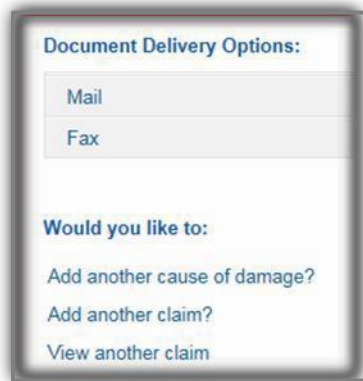 Document Delivery Options:
Mail
Fax
Would you like to:
Add another cause of damage?
Add another claim?
View another claim